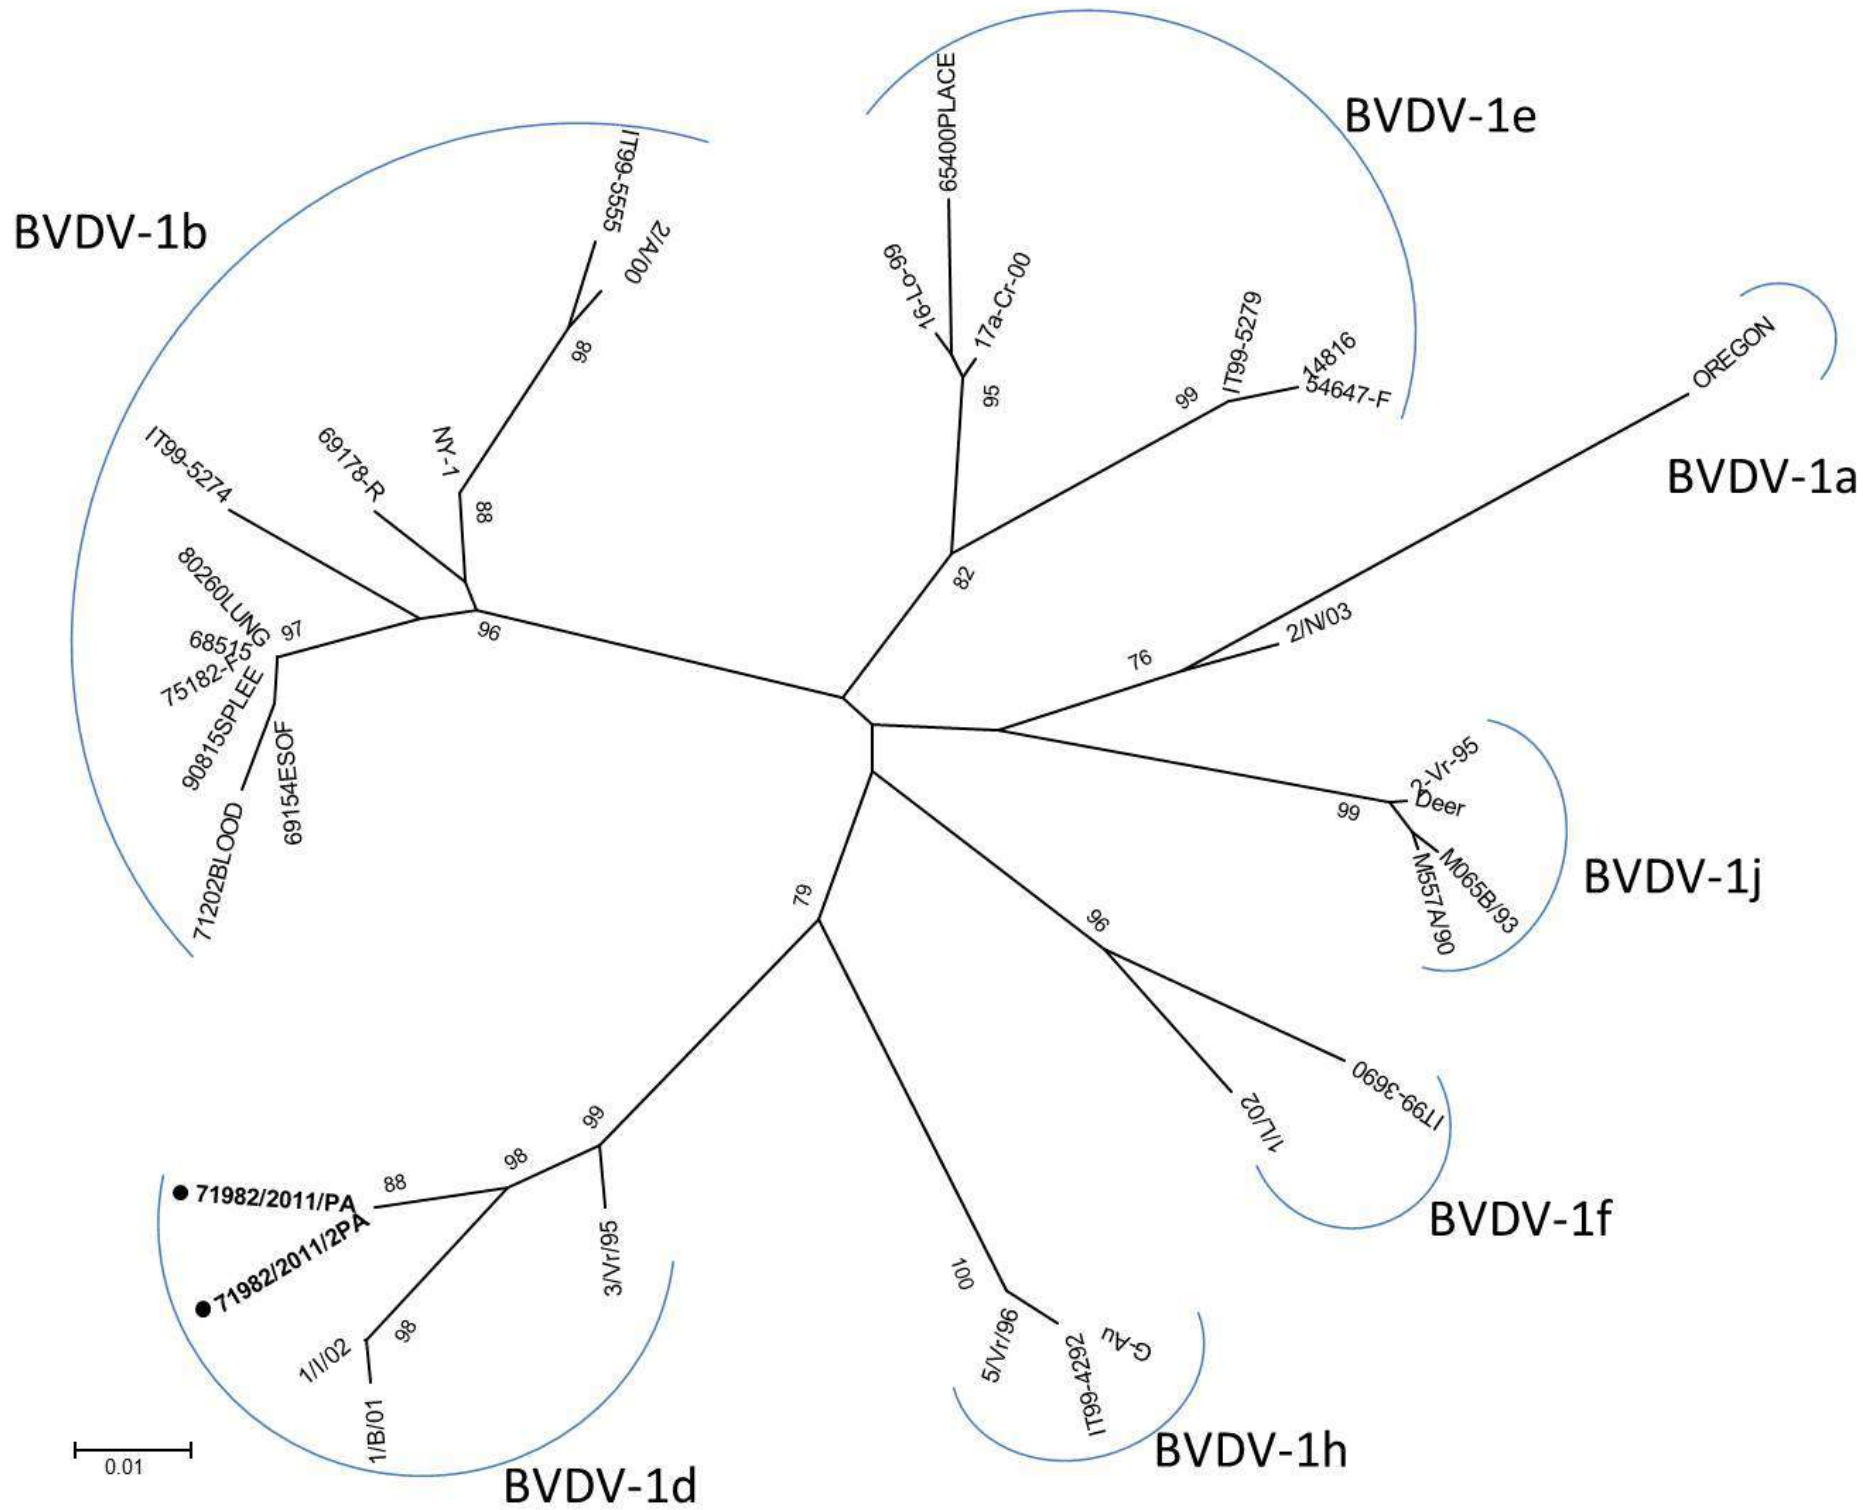 BVDV-1e
65400PLACE
16-Lo-99
17a-Cr-00
95
IT99-5279
14816
54647-F
99
82
BVDV-1b
IT99-5555
2/A/00
98
NY-1
88
69178-R
IT99-5274
96
80260LUNG
97
68515
75182-F
90815SPLEE
69154ESOF
71202BLOOD
OREGON
BVDV-1a
2/N/03
76
2-Vr-95
Deer
99
M065B/93
M557A/90
BVDV-1j
96
IT99-3690
1/L/02
BVDV-1f
79
99
98
88
71982/2011/PA
71982/2011/2PA
3/Vr/95
1/I/02
98
1/B/01
BVDV-1d
100
5/Vr/96
G-Au
IT99-4292
BVDV-1h
0.01